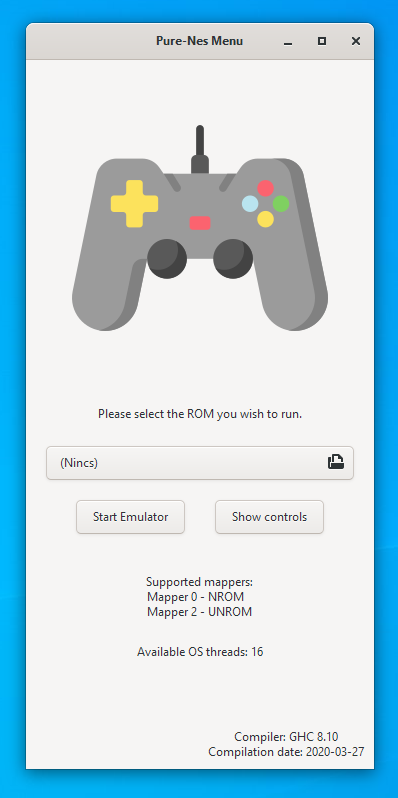 Pure-Nes Menu
Please select the ROM you wish to run.
(Nincs)
Start Emulator
Show controls
Supported mappers:
Mapper 0 - NROM
Mapper 2 - UNROM
Available OS threads: 16
Compiler: GHC 8.10
Compilation date: 2020-03-27